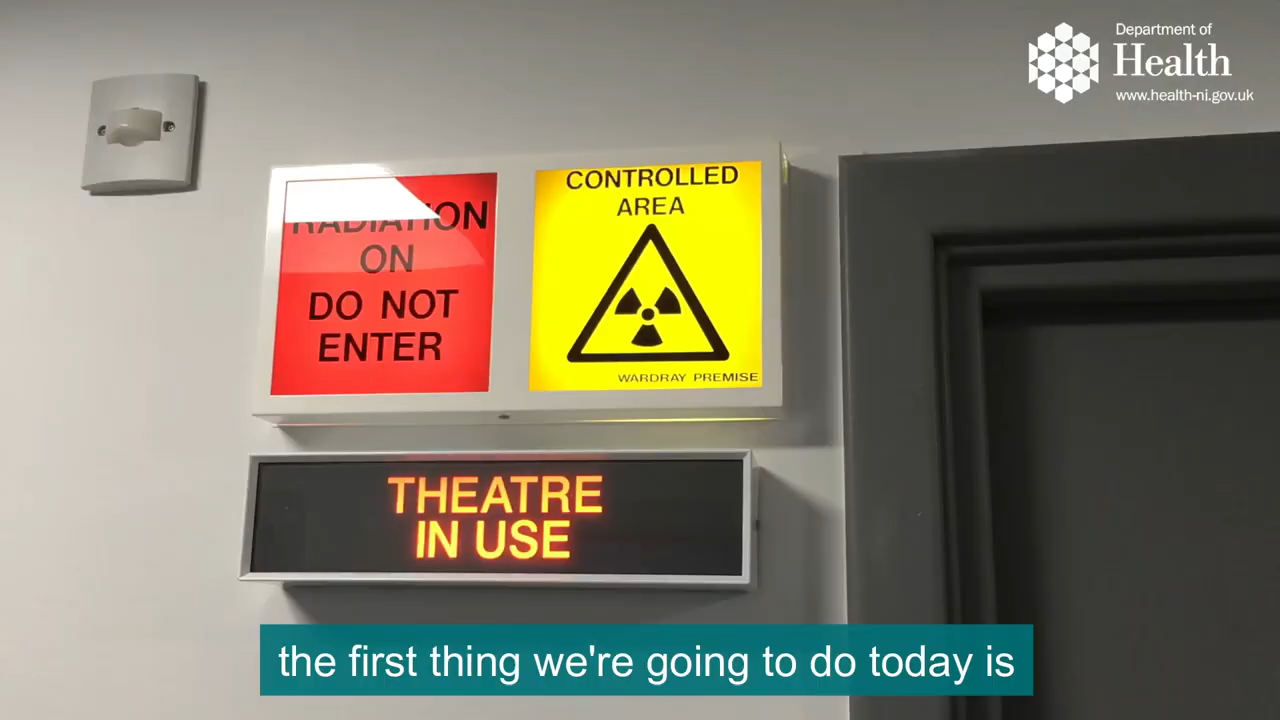 Department of
Health
www.health-ni.gov.uk
RADIATION
ON
DO NOT
ENTER
CONTROLLED
AREA
WARDRAY PREMISE
THEATRE
IN USE
the first thing we're going to do today is